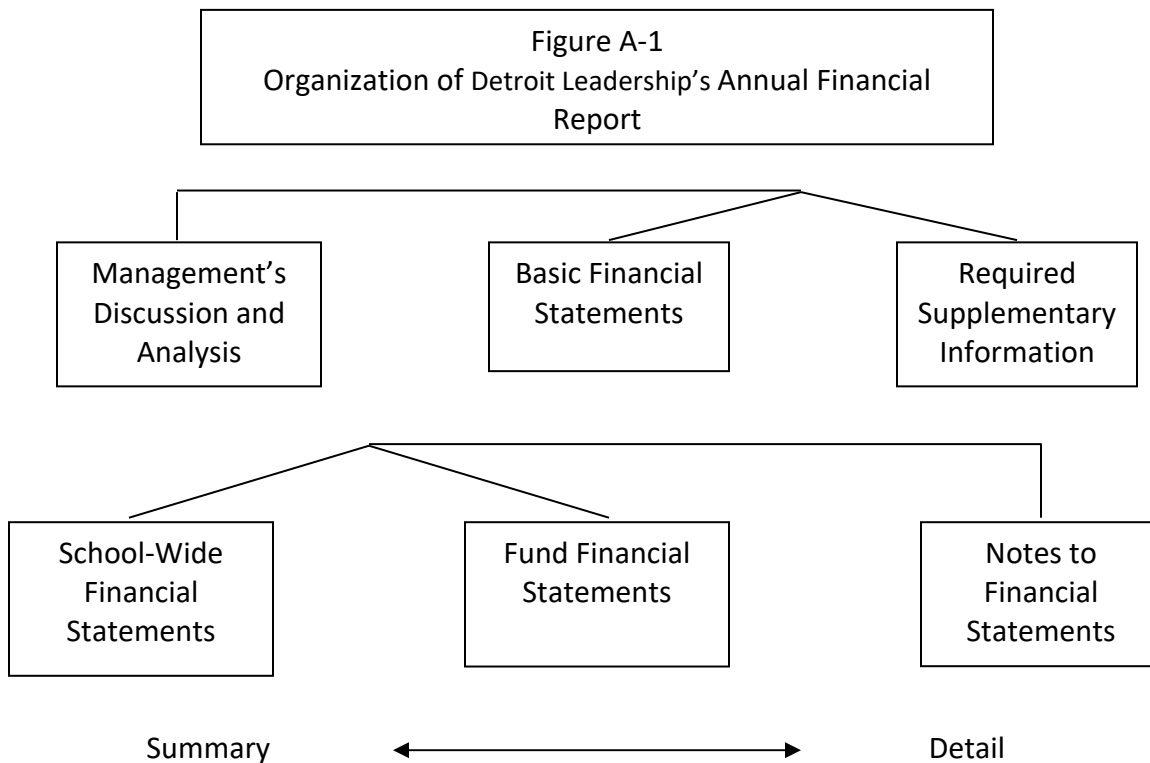 Figure A-1
Organization of Detroit Leadership’s Annual Financial
Report
Management’s
Discussion and
Analysis
Basic Financial
Statements
Required
Supplementary
Information
School-Wide
Financial
Statements
Fund Financial
Statements
Notes to
Financial
Statements
Summary
Detail